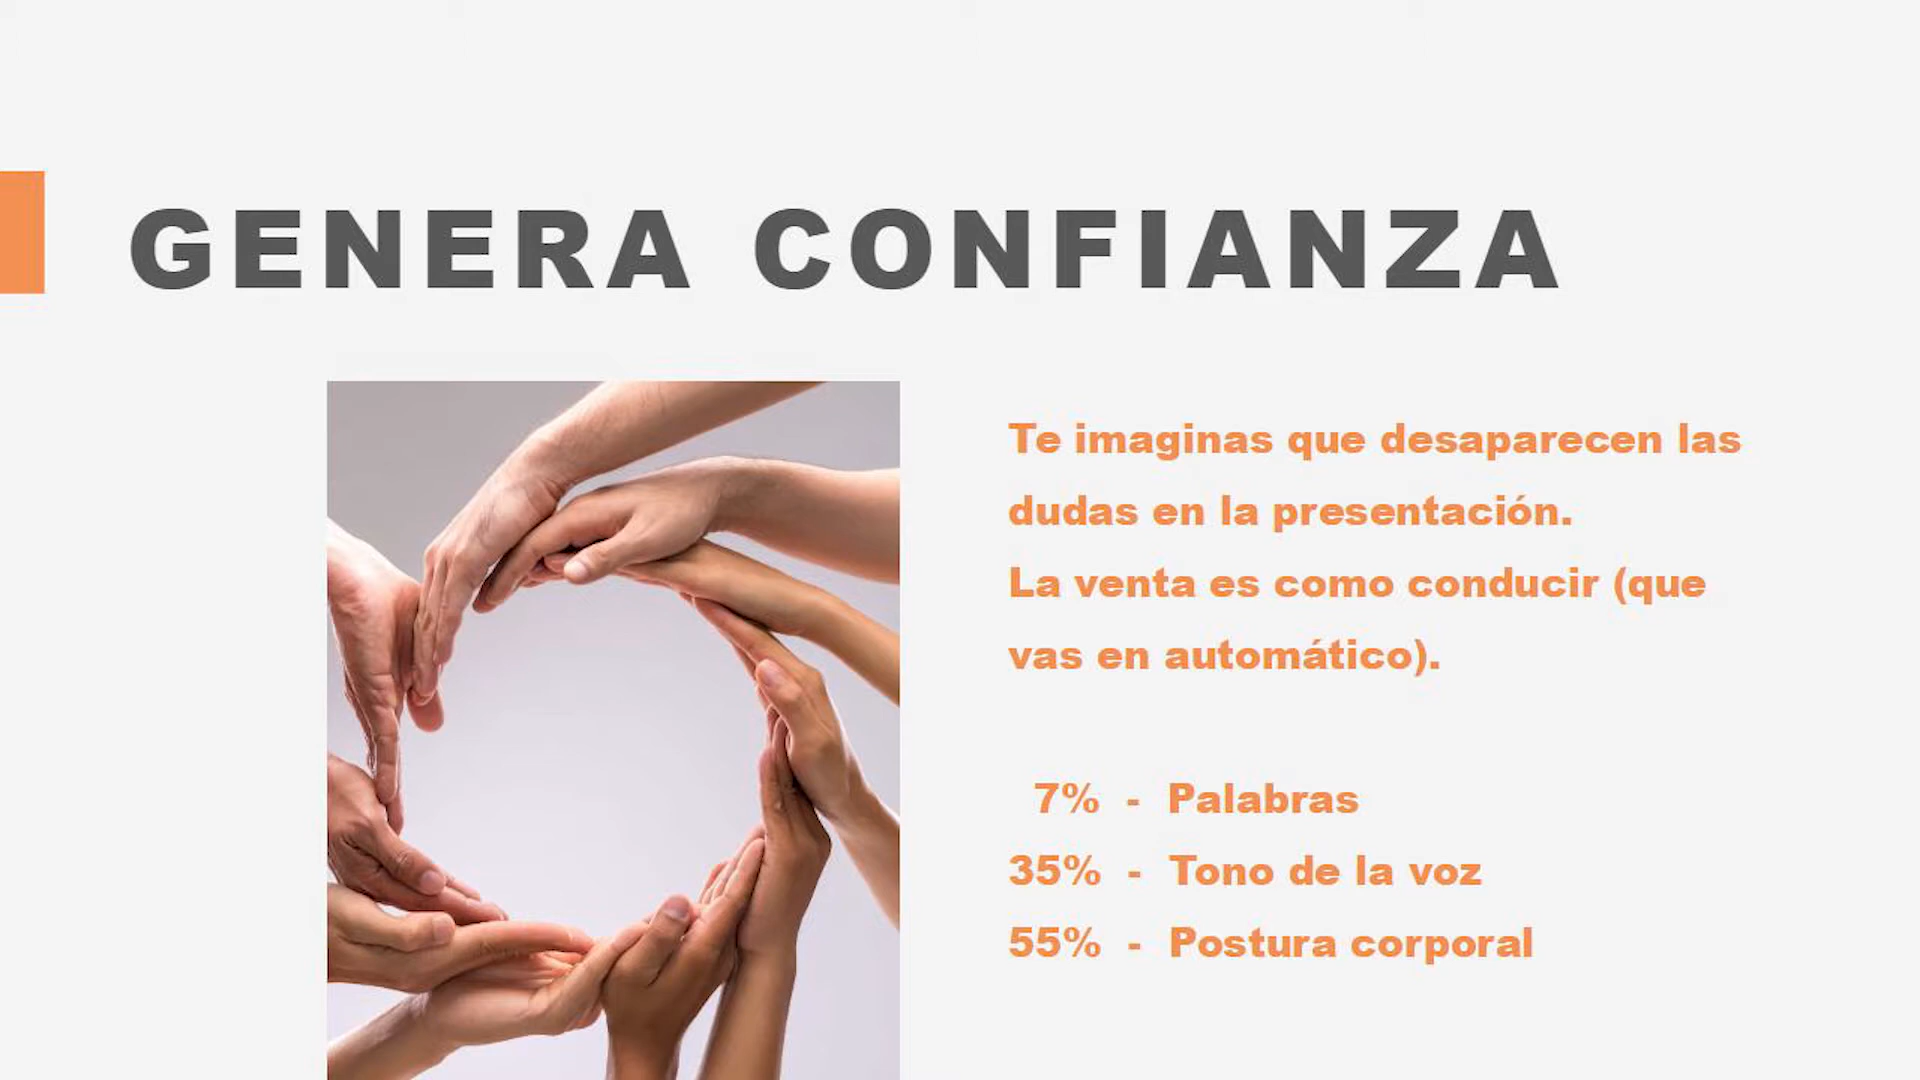 GENERA CONFIANZA
Te imaginas que desaparecen las
dudas en la presentación.
La venta es como conducir (que
vas en automático).
7% - Palabras
35% - Tono de la voz
55% - Postura corporal